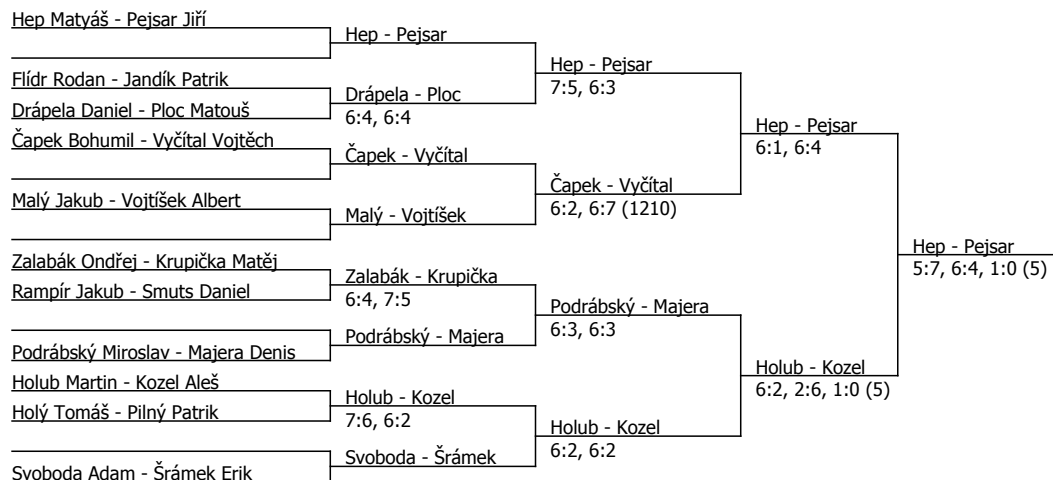 Hep Matyáš - Pejsar Jiří
Hep - Pejsar
Hep - Pejsar
7:5, 6:3
Flídr Rodan - Jandík Patrik
Drápela - Ploc
6:4, 6:4
Drápela Daniel - Ploc Matouš
Hep - Pejsar
6:1, 6:4
Čapek Bohumil - Vyčítal Vojtěch
Čapek - Vyčítal
Čapek - Vyčítal
6:2, 6:7 (1210)
Malý Jakub - Vojtíšek Albert
Malý - Vojtíšek
Hep - Pejsar
5:7, 6:4, 1:0 (5)
Zalabák Ondřej - Krupička Matěj
Zalabák - Krupička
6:4, 7:5
Rampír Jakub - Smuts Daniel
Podrábský - Majera
6:3, 6:3
Podrábský - Majera
Podrábský Miroslav - Majera Denis
Holub - Kozel
6:2, 2:6, 1:0 (5)
Holub Martin - Kozel Aleš
Holub - Kozel
7:6, 6:2
Holý Tomáš - Pilný Patrik
Holub - Kozel
6:2, 6:2
Svoboda - Šrámek
Svoboda Adam - Šrámek Erik